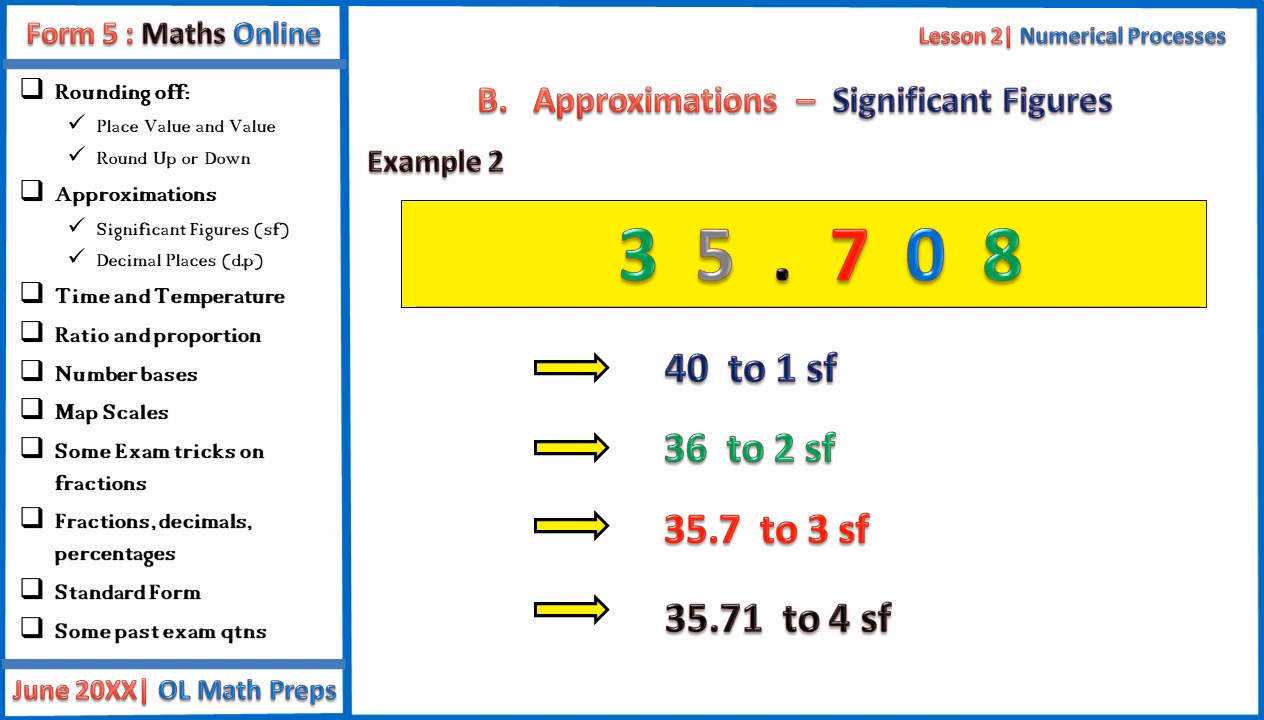 Form 5 : Maths Online
Rounding off:
Place Value and Value
Round Up or Down
Approximations
Significant Figures (sf)
Decimal Places (d.p)
Time and Temperature
Ratio and proportion
Number bases
Map Scales
Some Exam tricks on
fractions
Fractions, decimals,
percentages
Standard Form
Some past exam qtns
June 20XX| OL Math Preps
Lesson 2| Numerical Processes
B. Approximations – Significant Figures
Example 2
3 5 . 7 0 8
40 to 1 sf
36 to 2 sf
35.7 to 3 sf
35.71 to 4 sf